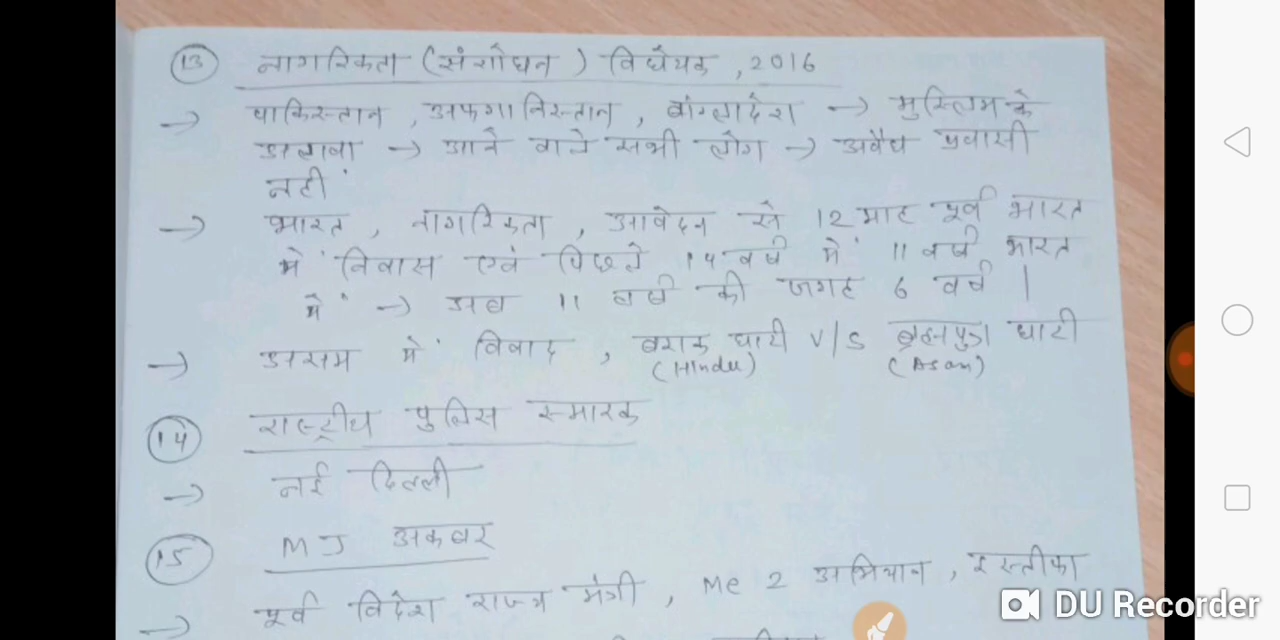 (13) नागरिकता (संशोधन) विधेयक, 2016
→ पाकिस्तान, अफगानिस्तान, बांग्लादेश → मुस्लिम के
अलावा → आने वाले सभी लोग → अवैध प्रवासी
नहीं
→ भारत, नागरिकता, आवेदन से 12 माह पूर्व भारत
में निवास एवं पिछले 14 वर्ष में 11 वर्ष भारत
में → अब 11 वर्ष की जगह 6 वर्ष |
→ असम में विवाद, बराक घाटी V/S ब्रह्मपुत्रा घाटी
(Hindu) (Asam)
(14) राष्ट्रीय पुलिस स्मारक
→ नई दिल्ली
(15) MJ अकबर
→ पूर्व विदेश राज्य मंत्री, Me 2 अभियान, इस्तीफा
DU Recorder